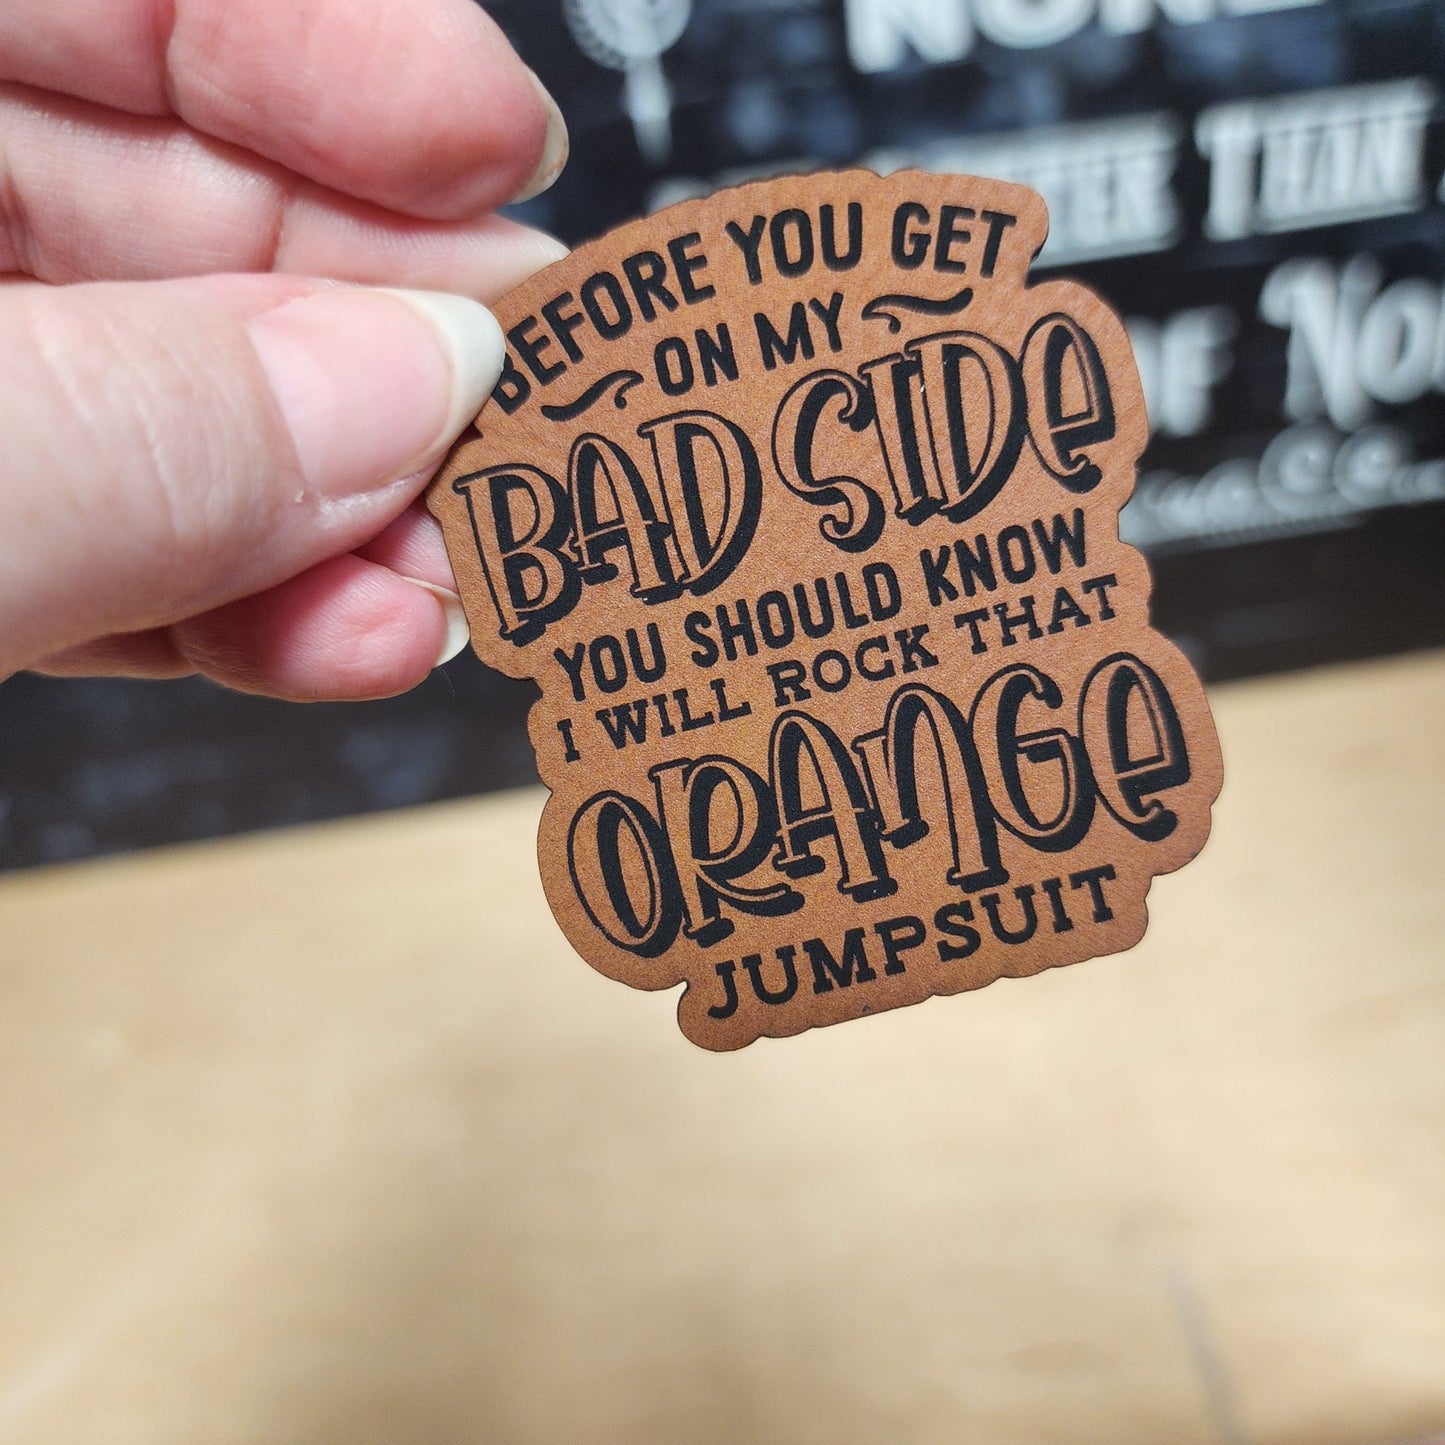 BEFORE YOU GET
ON MY
BAD SIDE
YOU SHOULD KNOW
I WILL ROCK THAT
ORANGE
JUMPSUIT
THAN